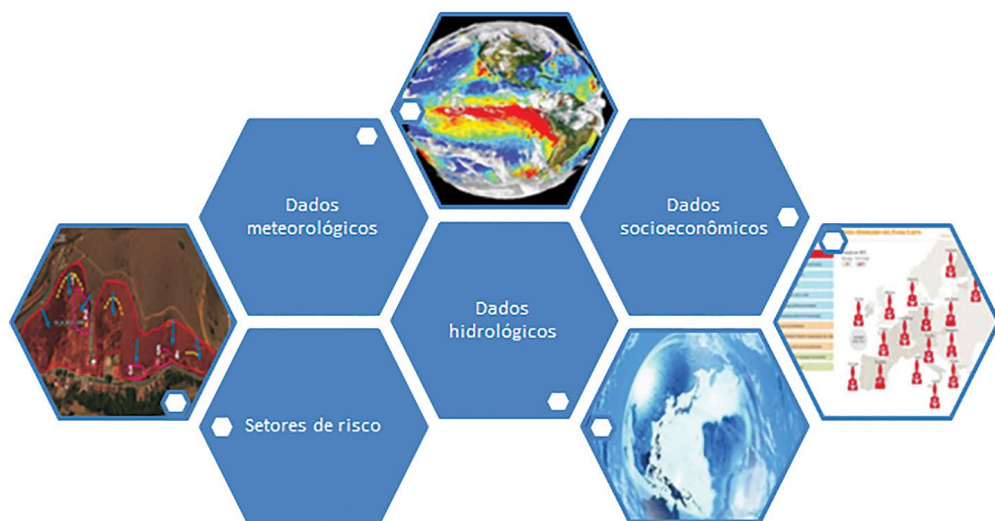 Dados
meteorológicos
Dados
socioeconômicos
Dados
hidrológicos
Setores de risco